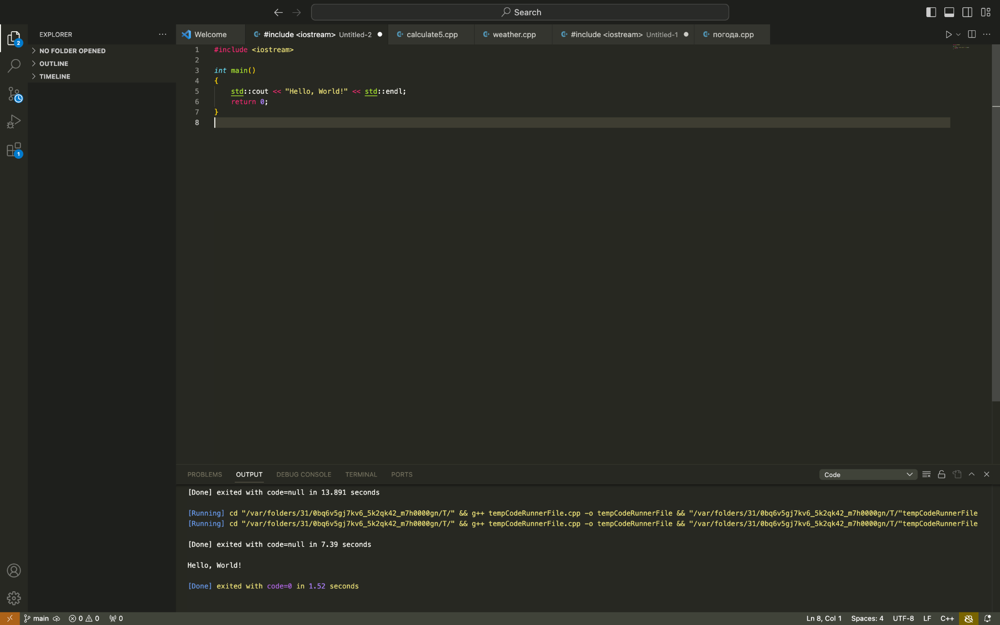 Search
EXPLORER
2
NO FOLDER OPENED
OUTLINE
TIMELINE
1
Welcome
#include <iostream> Untitled-2
calculate5.cpp
weather.cpp
#include <iostream> Untitled-1
погода.cpp
1 #include <iostream>
2
3 int main()
4 {
5 std::cout << "Hello, World!" << std::endl;
6 return 0;
7 }
8
PROBLEMS OUTPUT DEBUG CONSOLE TERMINAL PORTS
Code
[Done] exited with code=null in 13.891 seconds
[Running] cd "/var/folders/31/0bq6v5gj7kv6_5k2qk42_m7h0000gn/T/" && g++ tempCodeRunnerFile.cpp -o tempCodeRunnerFile && "/var/folders/31/0bq6v5gj7kv6_5k2qk42_m7h0000gn/T/"tempCodeRunnerFile
[Running] cd "/var/folders/31/0bq6v5gj7kv6_5k2qk42_m7h0000gn/T/" && g++ tempCodeRunnerFile.cpp -o tempCodeRunnerFile && "/var/folders/31/0bq6v5gj7kv6_5k2qk42_m7h0000gn/T/"tempCodeRunnerFile
[Done] exited with code=null in 7.39 seconds
Hello, World!
[Done] exited with code=0 in 1.52 seconds
main 0 0 0
Ln 8, Col 1 Spaces: 4 UTF-8 LF C++